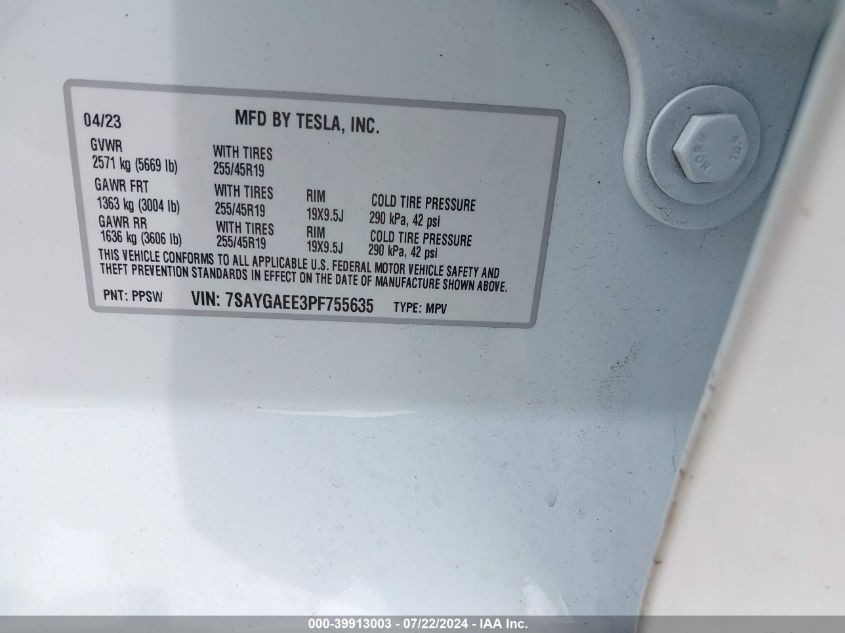 04/23 MFD BY TESLA, INC.
GVWR
2571 kg (5669 lb) WITH TIRES
255/45R19
GAWR FRT
1363 kg (3004 lb) WITH TIRES
255/45R19 RIM
19X9.5J COLD TIRE PRESSURE
290 kPa, 42 psi
GAWR RR
1636 kg (3606 lb) WITH TIRES
255/45R19 RIM
19X9.5J COLD TIRE PRESSURE
290 kPa, 42 psi
THIS VEHICLE CONFORMS TO ALL APPLICABLE U.S. FEDERAL MOTOR VEHICLE SAFETY AND
THEFT PREVENTION STANDARDS IN EFFECT ON THE DATE OF MANUFACTURE SHOWN ABOVE.
PNT: PPSW VIN: 7SAYGAEE3PF755635 TYPE: MPV
000-39913003 - 07/22/2024 - IAA Inc.